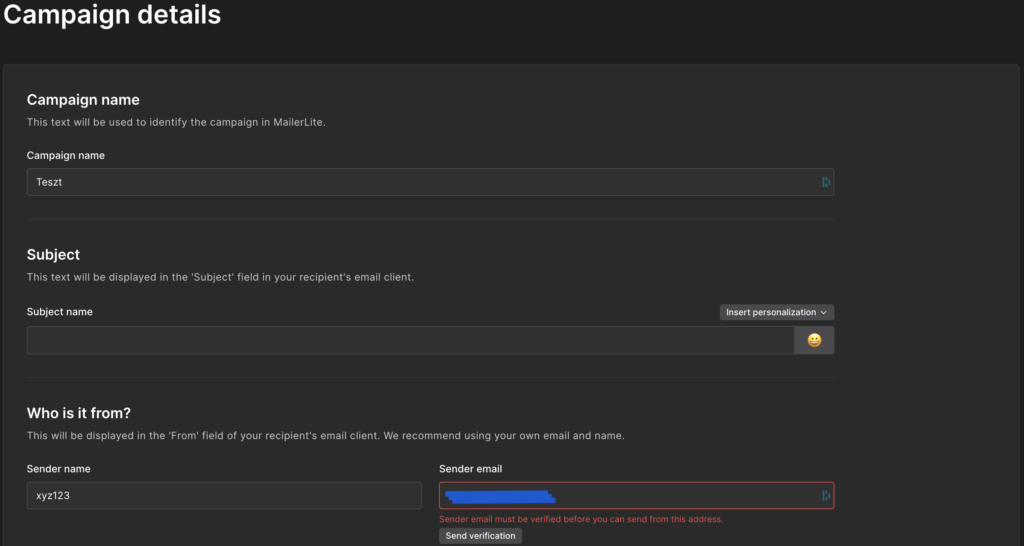 Campaign details
Campaign name
This text will be used to identify the campaign in MailerLite.
Campaign name
Teszt
Subject
This text will be displayed in the 'Subject' field in your recipient's email client.
Subject name
Insert personalization
Who is it from?
This will be displayed in the 'From' field of your recipient's email client. We recommend using your own email and name.
Sender name
Sender email
xyz123
Sender email must be verified before you can send from this address.
Send verification